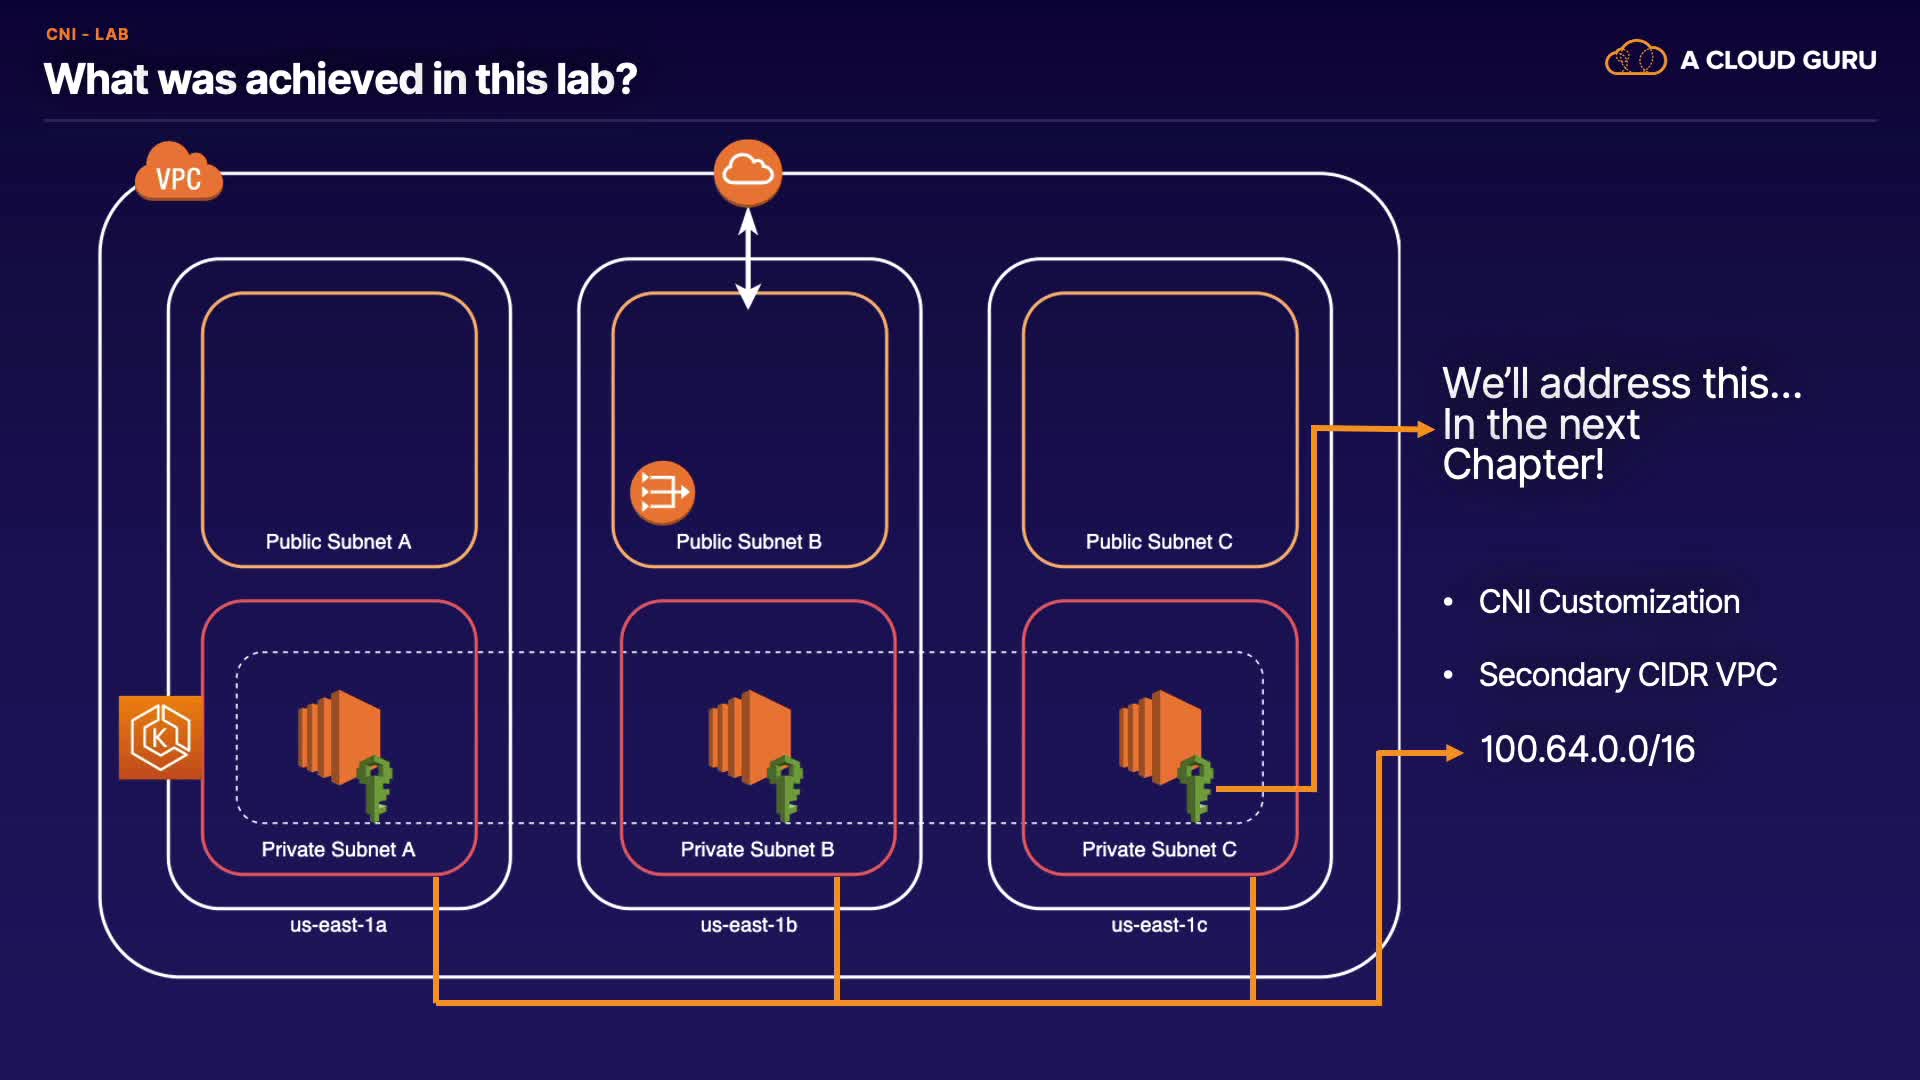 CNI - LAB
What was achieved in this lab?
A CLOUD GURU
VPC
Public Subnet A
Public Subnet B
Public Subnet C
We'll address this...
In the next
Chapter!
• CNI Customization
• Secondary CIDR VPC
100.64.0.0/16
K
Private Subnet A
Private Subnet B
Private Subnet C
us-east-1a
us-east-1b
us-east-1c